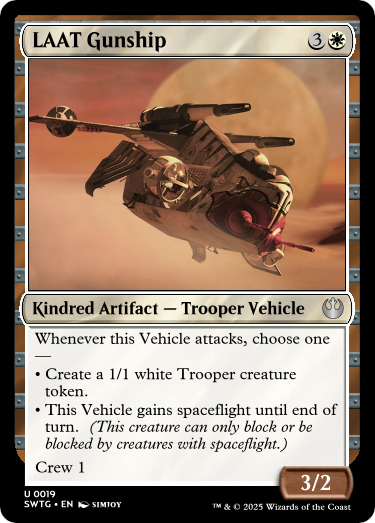 LAAT Gunship 3
Kindred Artifact — Trooper Vehicle
Whenever this Vehicle attacks, choose one
—
• Create a 1/1 white Trooper creature
token.
• This Vehicle gains spaceflight until end of
turn. (This creature can only block or be
blocked by creatures with spaceflight.)
Crew 1
3/2
U 0019
SWTG • EN SIMJOY
™ & © 2025 Wizards of the Coast